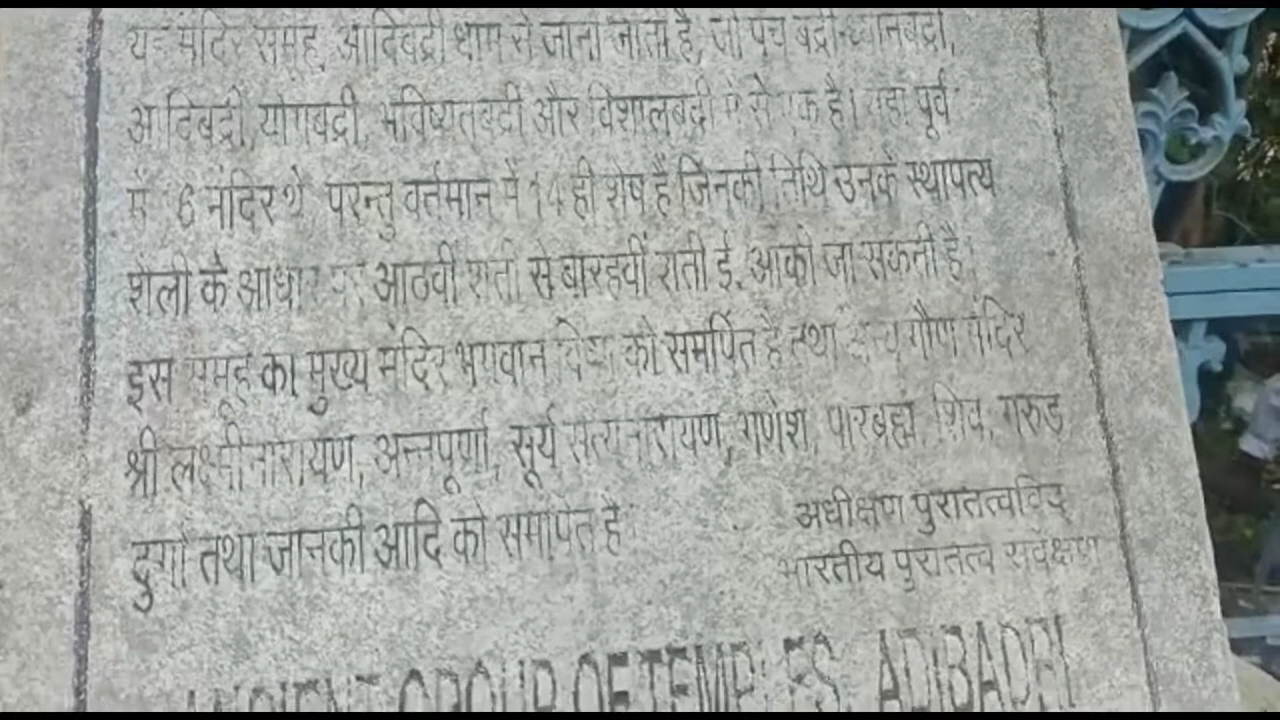 यह मंदिर समूह, आदिबद्री धाम से जाना जाता है, जो पंच बद्री-ध्यानबद्री,
आदिबद्री, योगबद्री, भविष्यतबद्री और विशालबद्री में से एक है। यहां पूर्व
में 16 मंदिर थे परन्तु वर्तमान में 14 ही शेष हैं जिनकी तिथि उनके स्थापत्य
शैली के आधार पर आठवीं शती से बारहवीं शती ई. आंकी जा सकती है।
इस समूह का मुख्य मंदिर भगवान विष्णु को समर्पित है तथा अन्य गौण मंदिर
श्री लक्ष्मीनारायण, अन्नपूर्णा, सूर्य सत्यनारायण, गणेश, पारब्रह्म, शिव, गरुड
दुर्गा तथा जानकी आदि को समर्पित है
अधीक्षण पुरातत्वविद्
भारतीय पुरातत्व सर्वेक्षण
ANCIENT GROUP OF TEMPLES, ADIBADRI